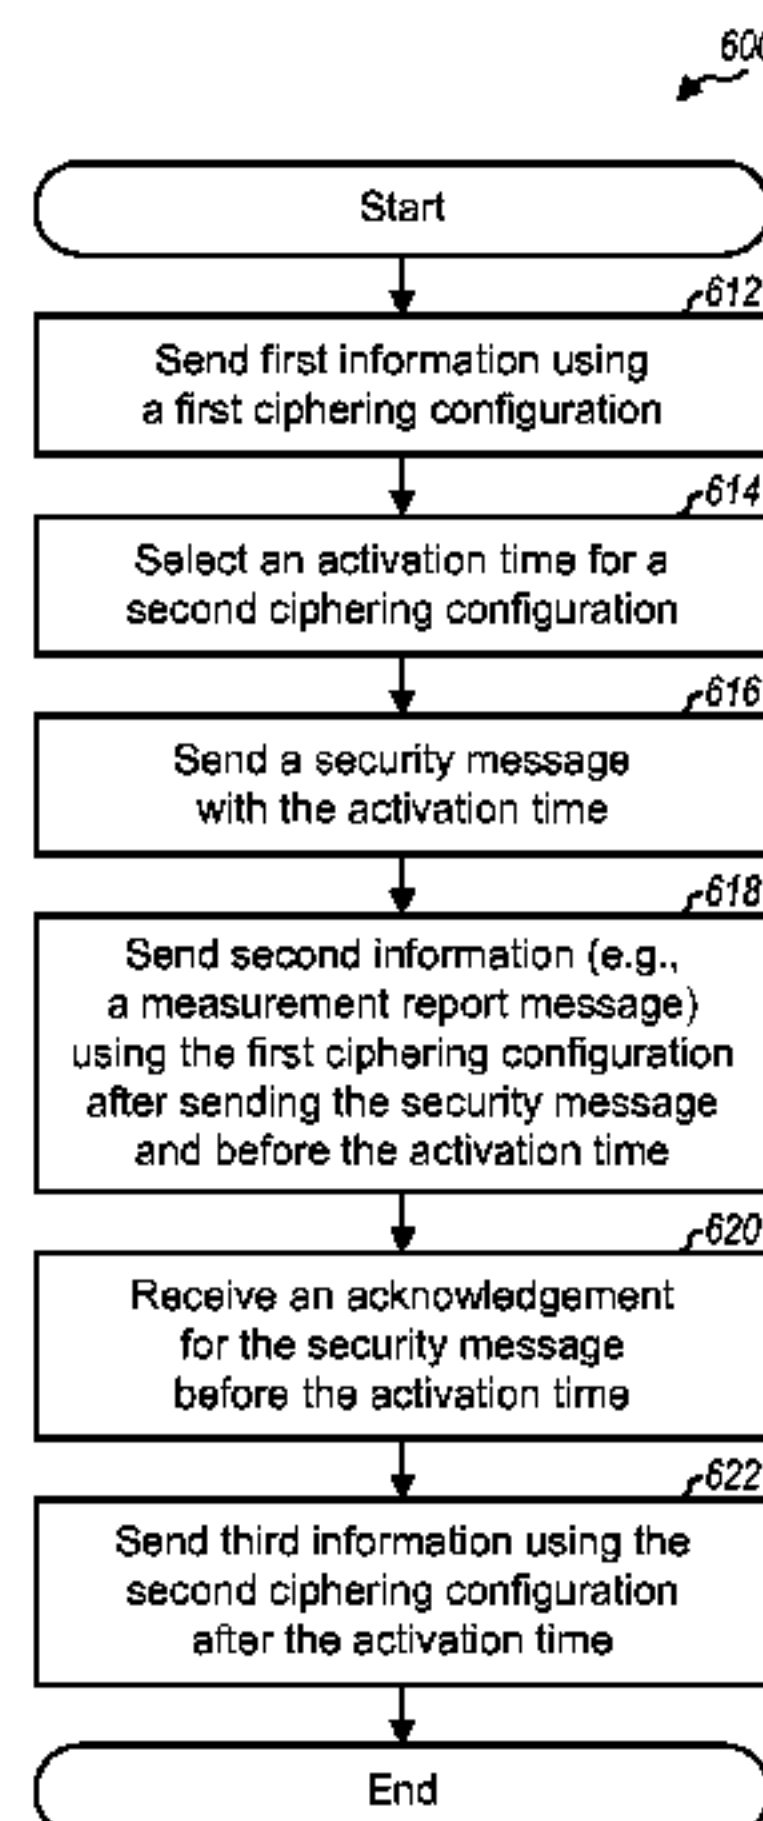 Start
612
Send first information using
a first ciphering configuration
614
Select an activation time for a
second ciphering configuration
616
Send a security message
with the activation time
618
Send second information (e.g.,
a measurement report message)
using the first ciphering configuration
after sending the security message
and before the activation time
620
Receive an acknowledgement
for the security message
before the activation time
622
Send third information using the
second ciphering configuration
after the activation time
End